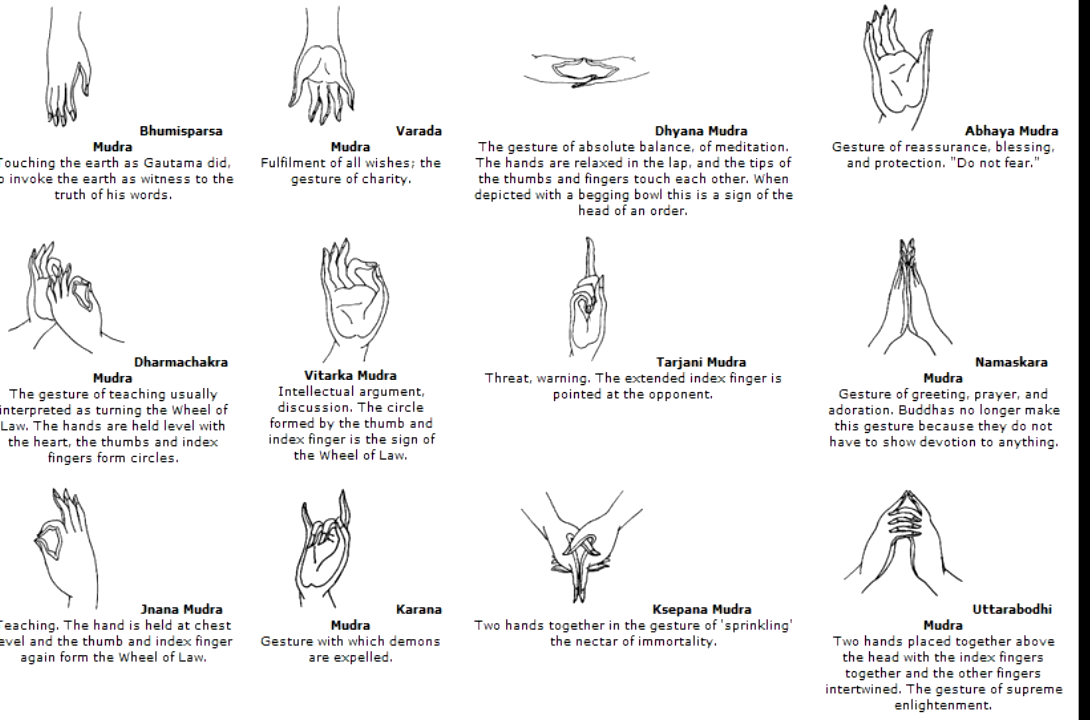 Bhumisparsa
Mudra
Touching the earth as Gautama did,
o invoke the earth as witness to the
truth of his words.
Varada
Mudra
Fulfilment of all wishes; the
gesture of charity.
Dhyana Mudra
The gesture of absolute balance, of meditation.
The hands are relaxed in the lap, and the tips of
the thumbs and fingers touch each other. When
depicted with a begging bowl this is a sign of the
head of an order.
Abhaya Mudra
Gesture of reassurance, blessing,
and protection. "Do not fear."
Dharmachakra
Mudra
The gesture of teaching usually
interpreted as turning the Wheel of
Law. The hands are held level with
the heart, the thumbs and index
fingers form circles.
Vitarka Mudra
Intellectual argument,
discussion. The circle
formed by the thumb and
index finger is the sign of
the Wheel of Law.
Tarjani Mudra
Threat, warning. The extended index finger is
pointed at the opponent.
Namaskara
Mudra
Gesture of greeting, prayer, and
adoration. Buddhas no longer make
this gesture because they do not
have to show devotion to anything.
Jnana Mudra
Teaching. The hand is held at chest
evel and the thumb and index finger
again form the Wheel of Law.
Karana
Mudra
Gesture with which demons
are expelled.
Ksepana Mudra
Two hands together in the gesture of 'sprinkling'
the nectar of immortality.
Uttarabodhi
Mudra
Two hands placed together above
the head with the index fingers
together and the other fingers
intertwined. The gesture of supreme
enlightenment.